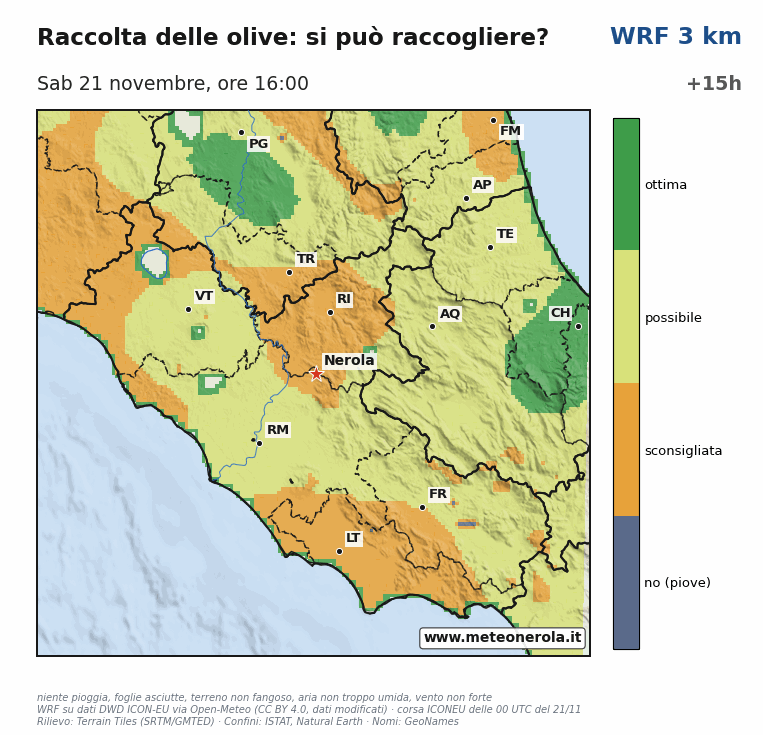 Raccolta delle olive: si può raccogliere?
WRF 3 km
Sab 21 novembre, ore 16:00
+15h
FM
PG
AP
TE
TR
VT
RI
CH
AQ
Nerola
RM
FR
LT
www.meteonerola.it
ottima
possibile
sconsigliata
no (piove)
niente pioggia, foglie asciutte, terreno non fangoso, aria non troppo umida, vento non forte
WRF su dati DWD ICON-EU via Open-Meteo (CC BY 4.0, dati modificati) · corsa ICONEU delle 00 UTC del 21/11
Rilievo: Terrain Tiles (SRTM/GMTED) · Confini: ISTAT, Natural Earth · Nomi: GeoNames